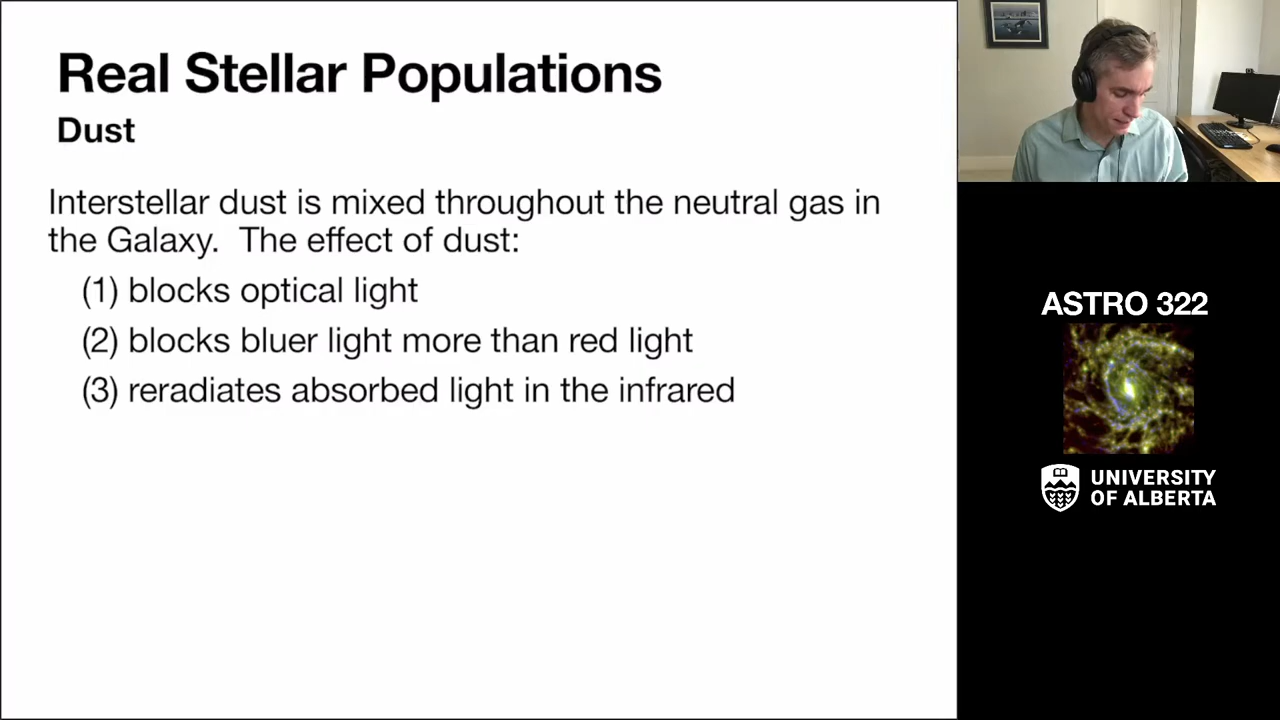 Real Stellar Populations
Dust
Interstellar dust is mixed throughout the neutral gas in
the Galaxy.  The effect of dust:
(1) blocks optical light
(2) blocks bluer light more than red light
(3) reradiates absorbed light in the infrared
ASTRO 322
UNIVERSITY
OF ALBERTA